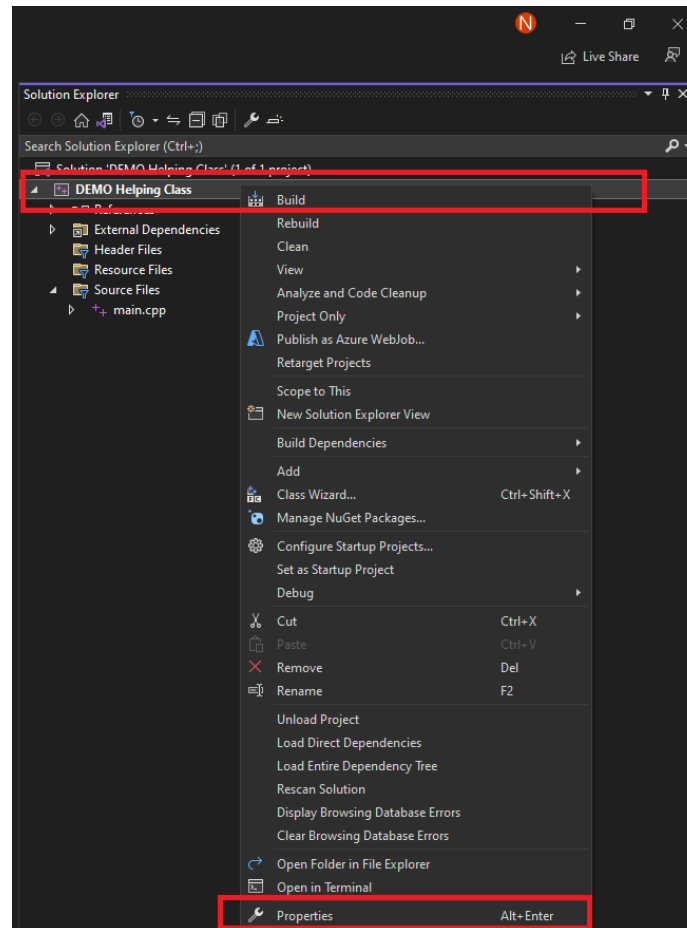 N
Live Share
Solution Explorer
Search Solution Explorer (Ctrl+;)
Solution 'DEMO Helping Class' (1 of 1 project)
DEMO Helping Class
References
External Dependencies
Header Files
Resource Files
Source Files
++ main.cpp
Build
Rebuild
Clean
View
Analyze and Code Cleanup
Project Only
Publish as Azure WebJob...
Retarget Projects
Scope to This
New Solution Explorer View
Build Dependencies
Add
Class Wizard... Ctrl+Shift+X
Manage NuGet Packages...
Configure Startup Projects...
Set as Startup Project
Debug
Cut Ctrl+X
Paste Ctrl+V
Remove Del
Rename F2
Unload Project
Load Direct Dependencies
Load Entire Dependency Tree
Rescan Solution
Display Browsing Database Errors
Clear Browsing Database Errors
Open Folder in File Explorer
Open in Terminal
Properties Alt+Enter